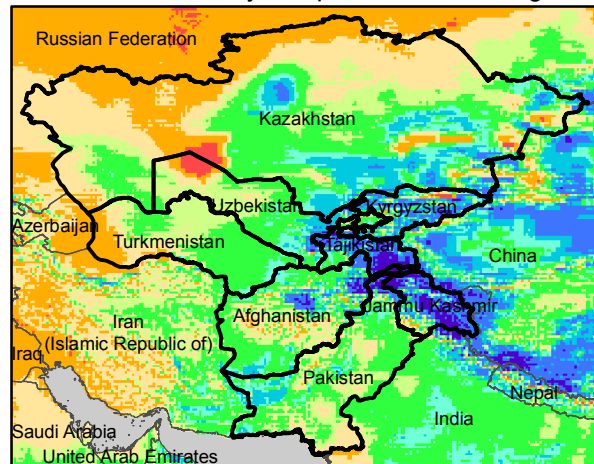 Russian Federation
Kazakhstan
Uzbekistan
Kyrgyzstan
Azerbaijan
Turkmenistan
Tajikistan
China
Iran
(Islamic Republic of)
Afghanistan
Jammu Kashmir
Iraq
Pakistan
Nepal
India
Saudi Arabia
United Arab Emirates